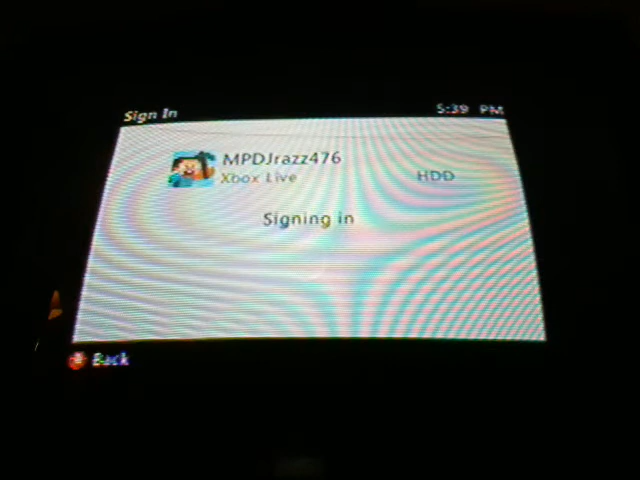 Sign In
5:39 PM
MPDJrazz476
Xbox Live
HDD
Signing in
Back